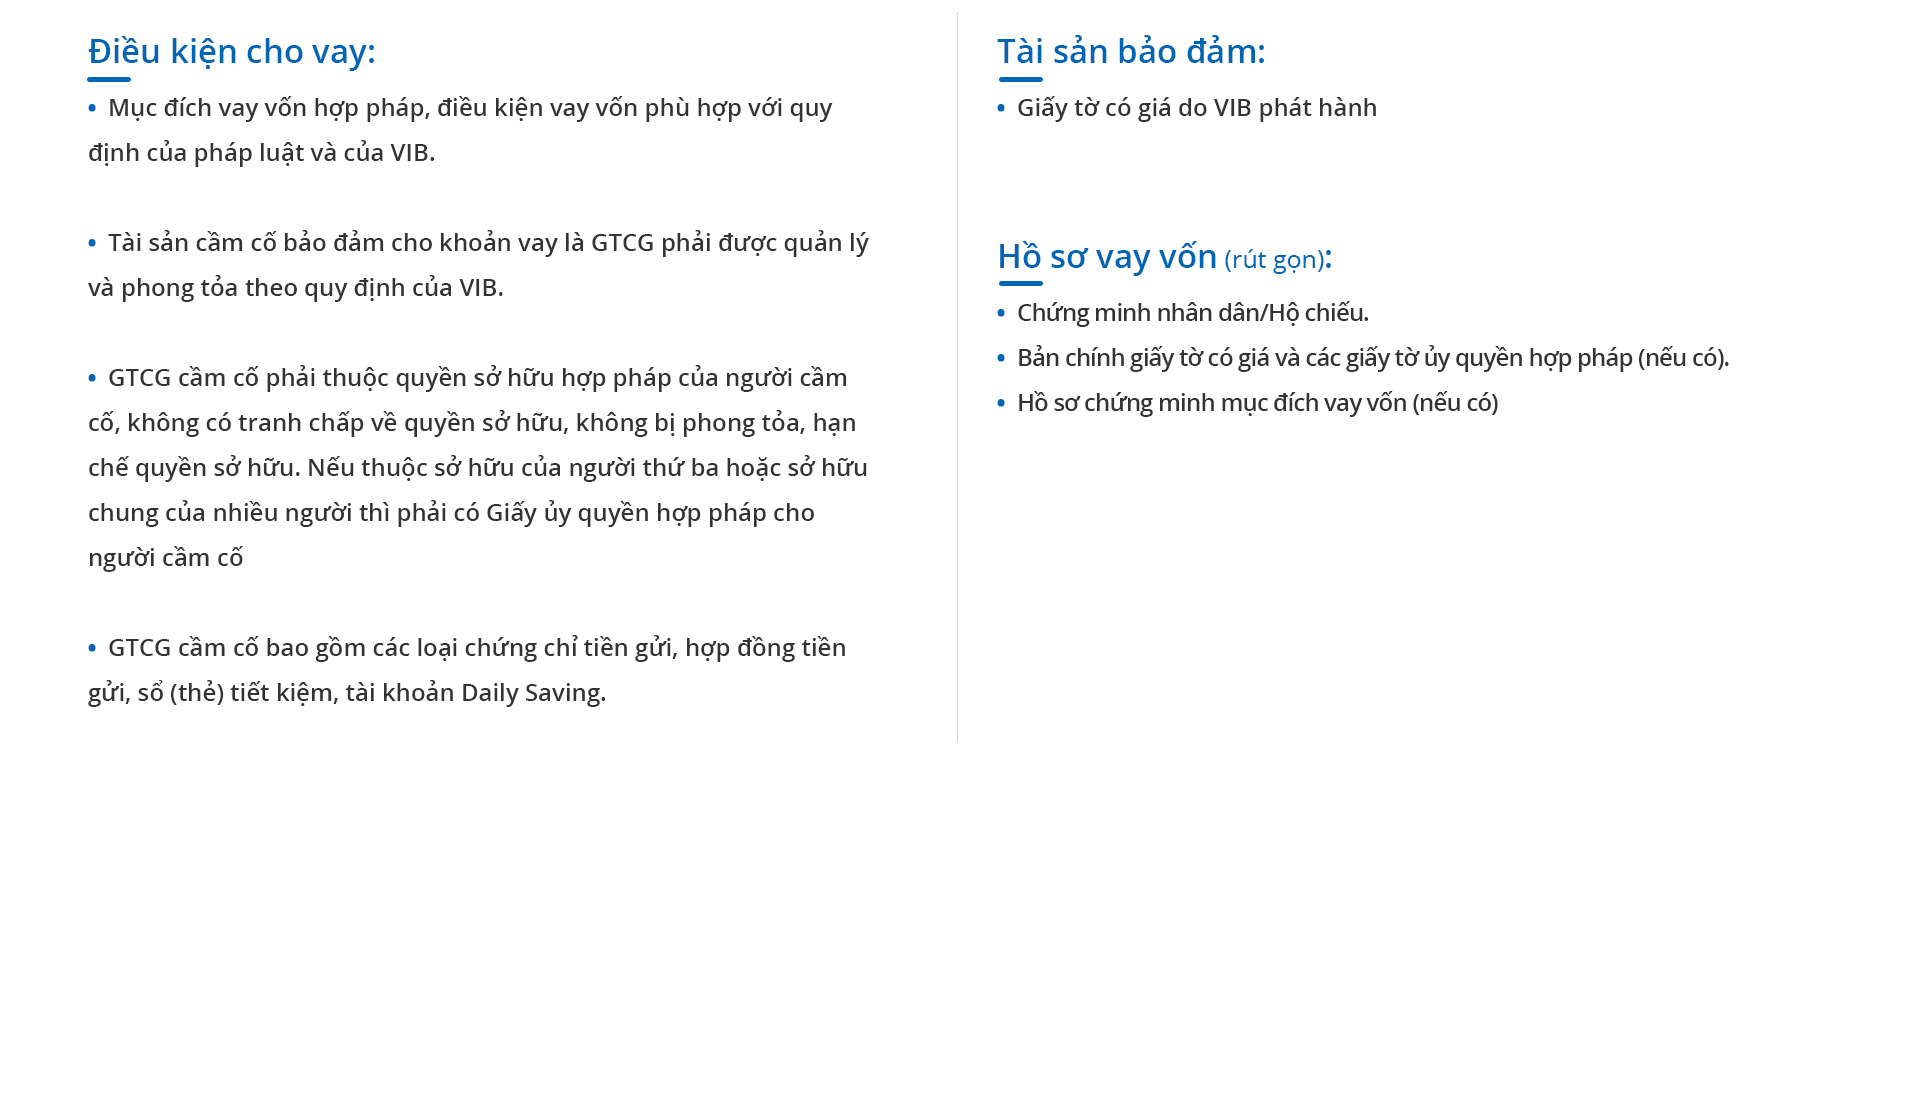 Điều kiện cho vay:
• Mục đích vay vốn hợp pháp, điều kiện vay vốn phù hợp với quy
định của pháp luật và của VIB.
• Tài sản cầm cố bảo đảm cho khoản vay là GTCG phải được quản lý
và phong tỏa theo quy định của VIB.
• GTCG cầm cố phải thuộc quyền sở hữu hợp pháp của người cầm
cố, không có tranh chấp về quyền sở hữu, không bị phong tỏa, hạn
chế quyền sở hữu. Nếu thuộc sở hữu của người thứ ba hoặc sở hữu
chung của nhiều người thì phải có Giấy ủy quyền hợp pháp cho
người cầm cố
• GTCG cầm cố bao gồm các loại chứng chỉ tiền gửi, hợp đồng tiền
gửi, sổ (thẻ) tiết kiệm, tài khoản Daily Saving.
Tài sản bảo đảm:
• Giấy tờ có giá do VIB phát hành
Hồ sơ vay vốn (rút gọn):
• Chứng minh nhân dân/Hộ chiếu.
• Bản chính giấy tờ có giá và các giấy tờ ủy quyền hợp pháp (nếu có).
• Hồ sơ chứng minh mục đích vay vốn (nếu có)